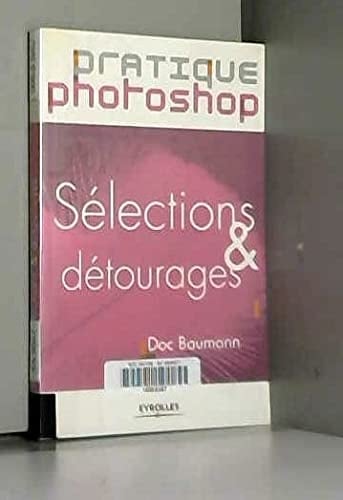 pratique
photoshop
Sélections
&
détourages
Doc Baumann
EYROLLES